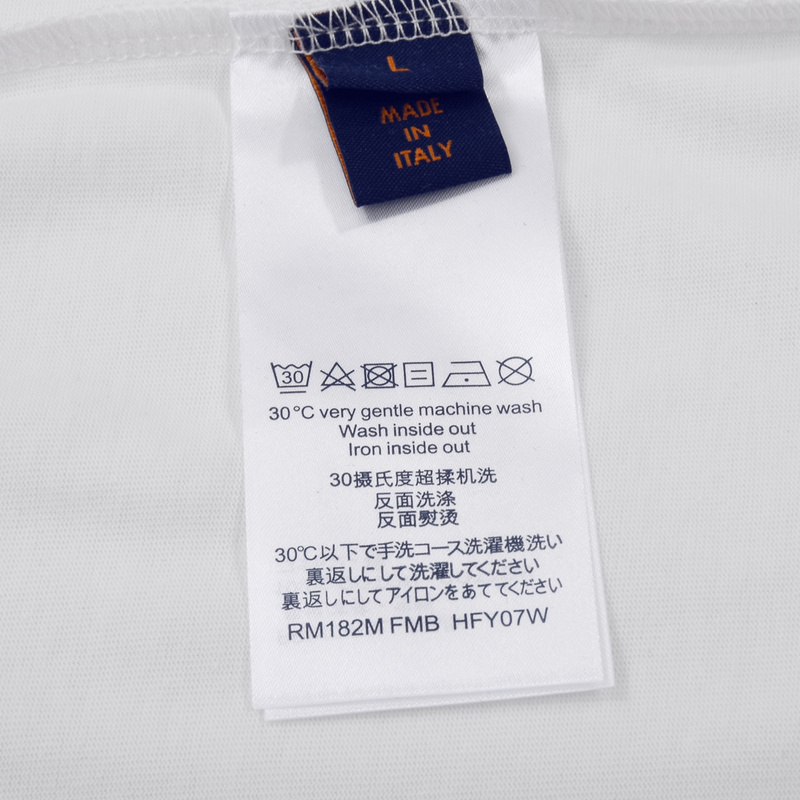 L
MADE
IN
ITALY
30
30°C very gentle machine wash
Wash inside out
Iron inside out
30摄氏度超揉机洗
反面洗涤
反面熨烫
30℃以下で手洗コース洗濯機洗い
裏返しにして洗濯してください
裏返しにしてアイロンをあててください
RM182M FMB HFY07W